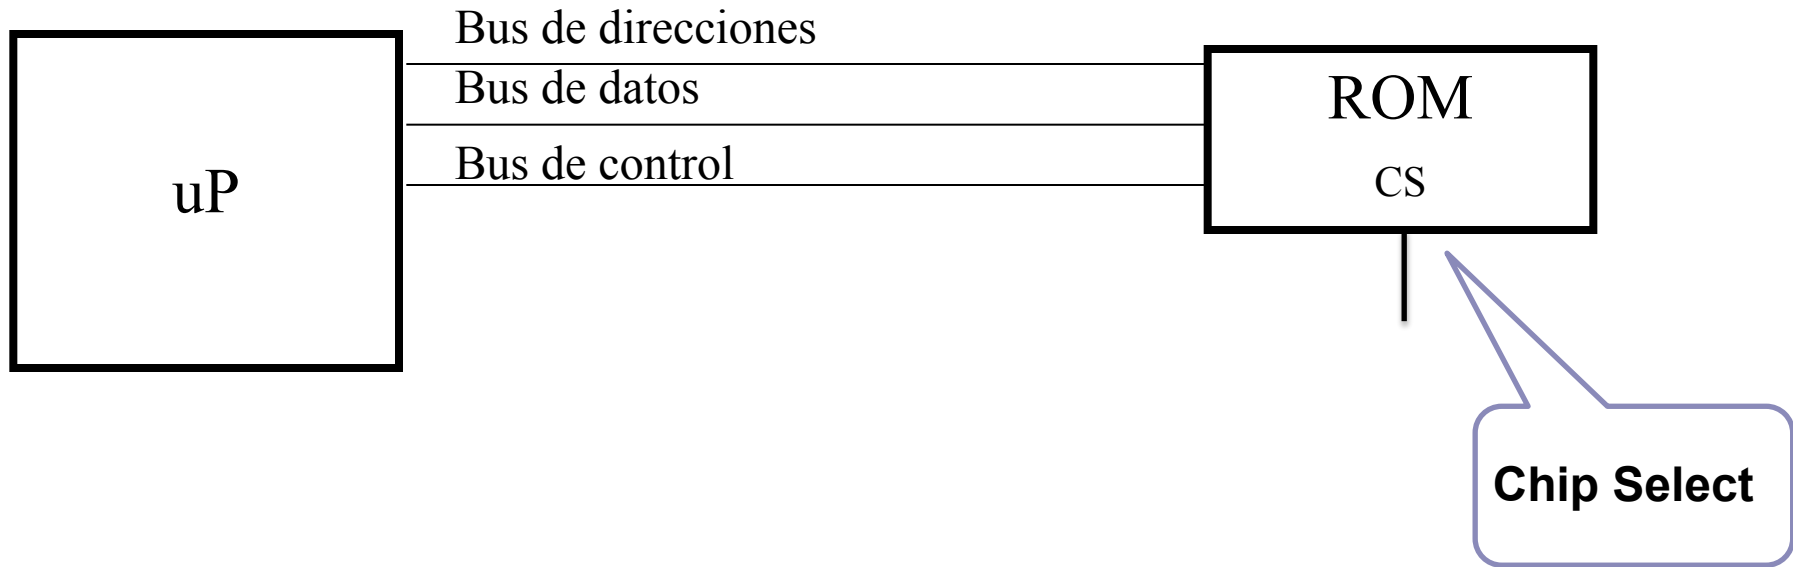 Bus de direcciones
Bus de datos
Bus de control
uP
ROM
CS
Chip Select